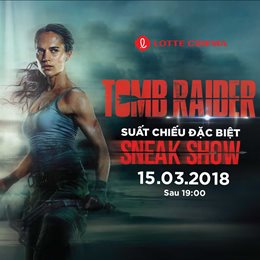 LOTTE CINEMA
TOMB RAIDER
SUẤT CHIẾU ĐẶC BIỆT
SNEAK SHOW
15.03.2018
Sau 19:00